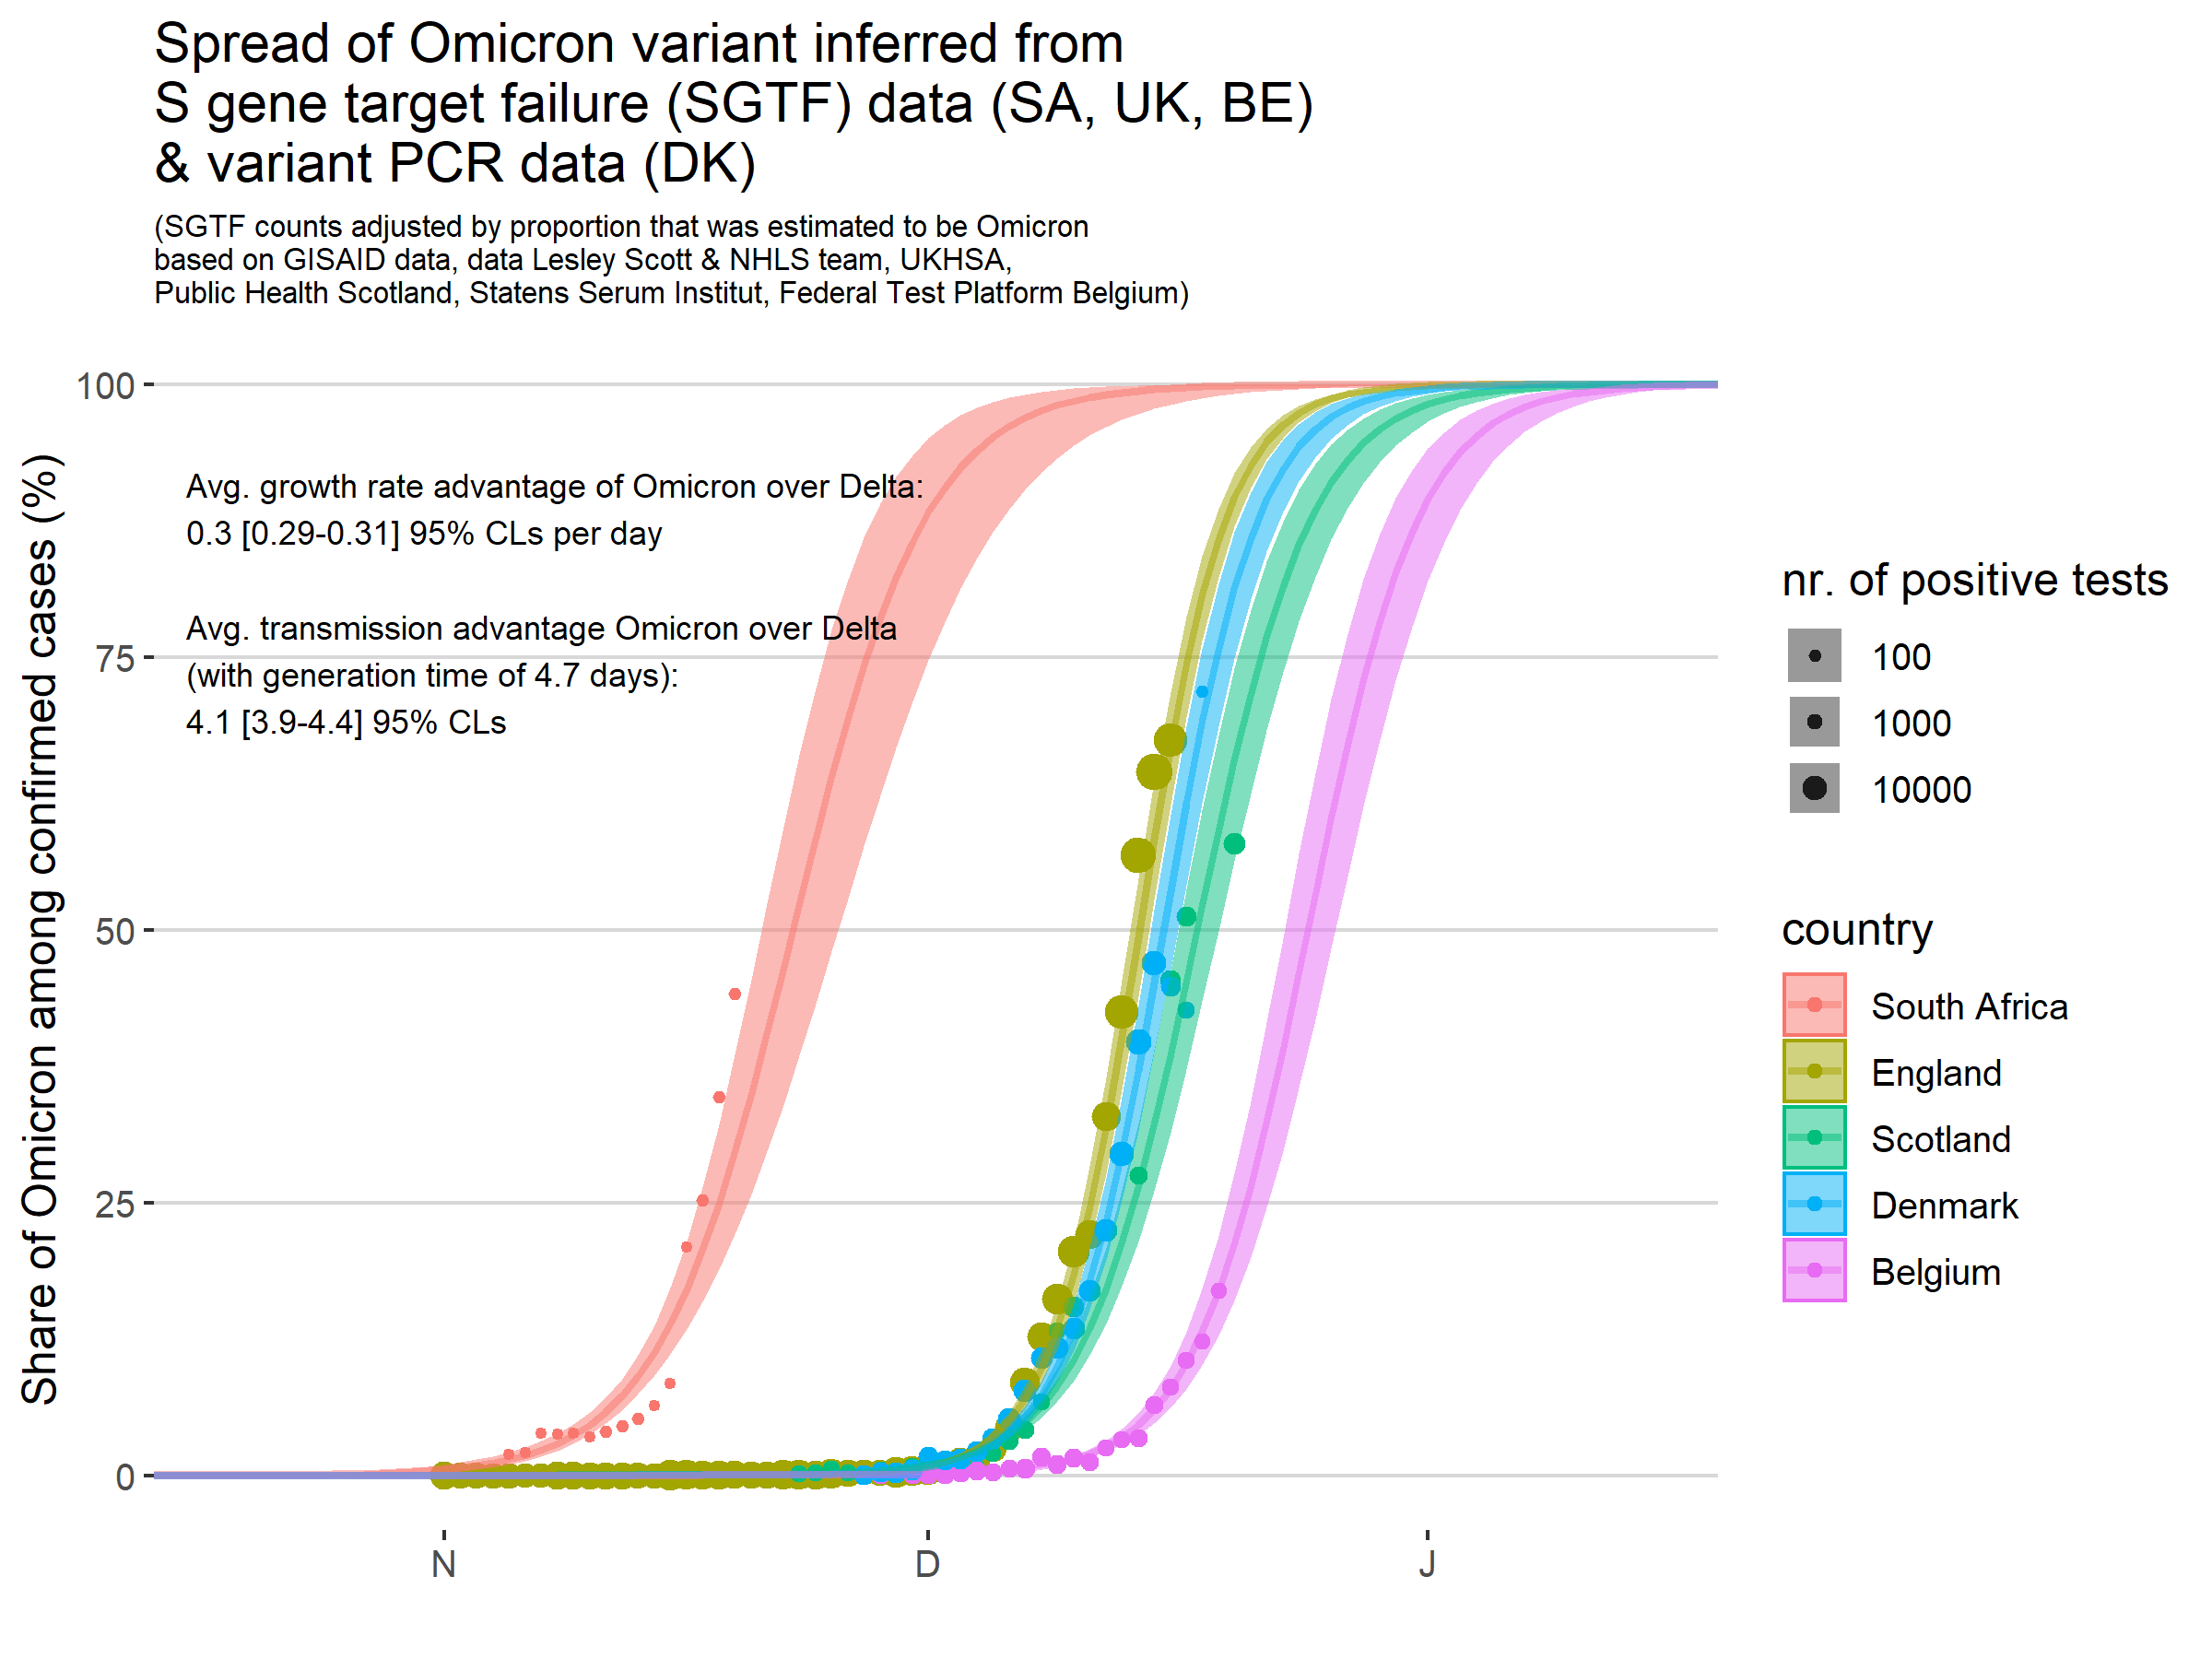 Spread of Omicron variant inferred from
S gene target failure (SGTF) data (SA, UK, BE)
& variant PCR data (DK)
(SGTF counts adjusted by proportion that was estimated to be Omicron
based on GISAID data, data Lesley Scott & NHLS team, UKHSA,
Public Health Scotland, Statens Serum Institut, Federal Test Platform Belgium)
Share of Omicron among confirmed cases (%)
100
75
50
25
0
Avg. growth rate advantage of Omicron over Delta:
0.3 [0.29-0.31] 95% CLs per day
Avg. transmission advantage Omicron over Delta
(with generation time of 4.7 days):
4.1 [3.9-4.4] 95% CLs
N
D
J
nr. of positive tests
100
1000
10000
country
South Africa
England
Scotland
Denmark
Belgium